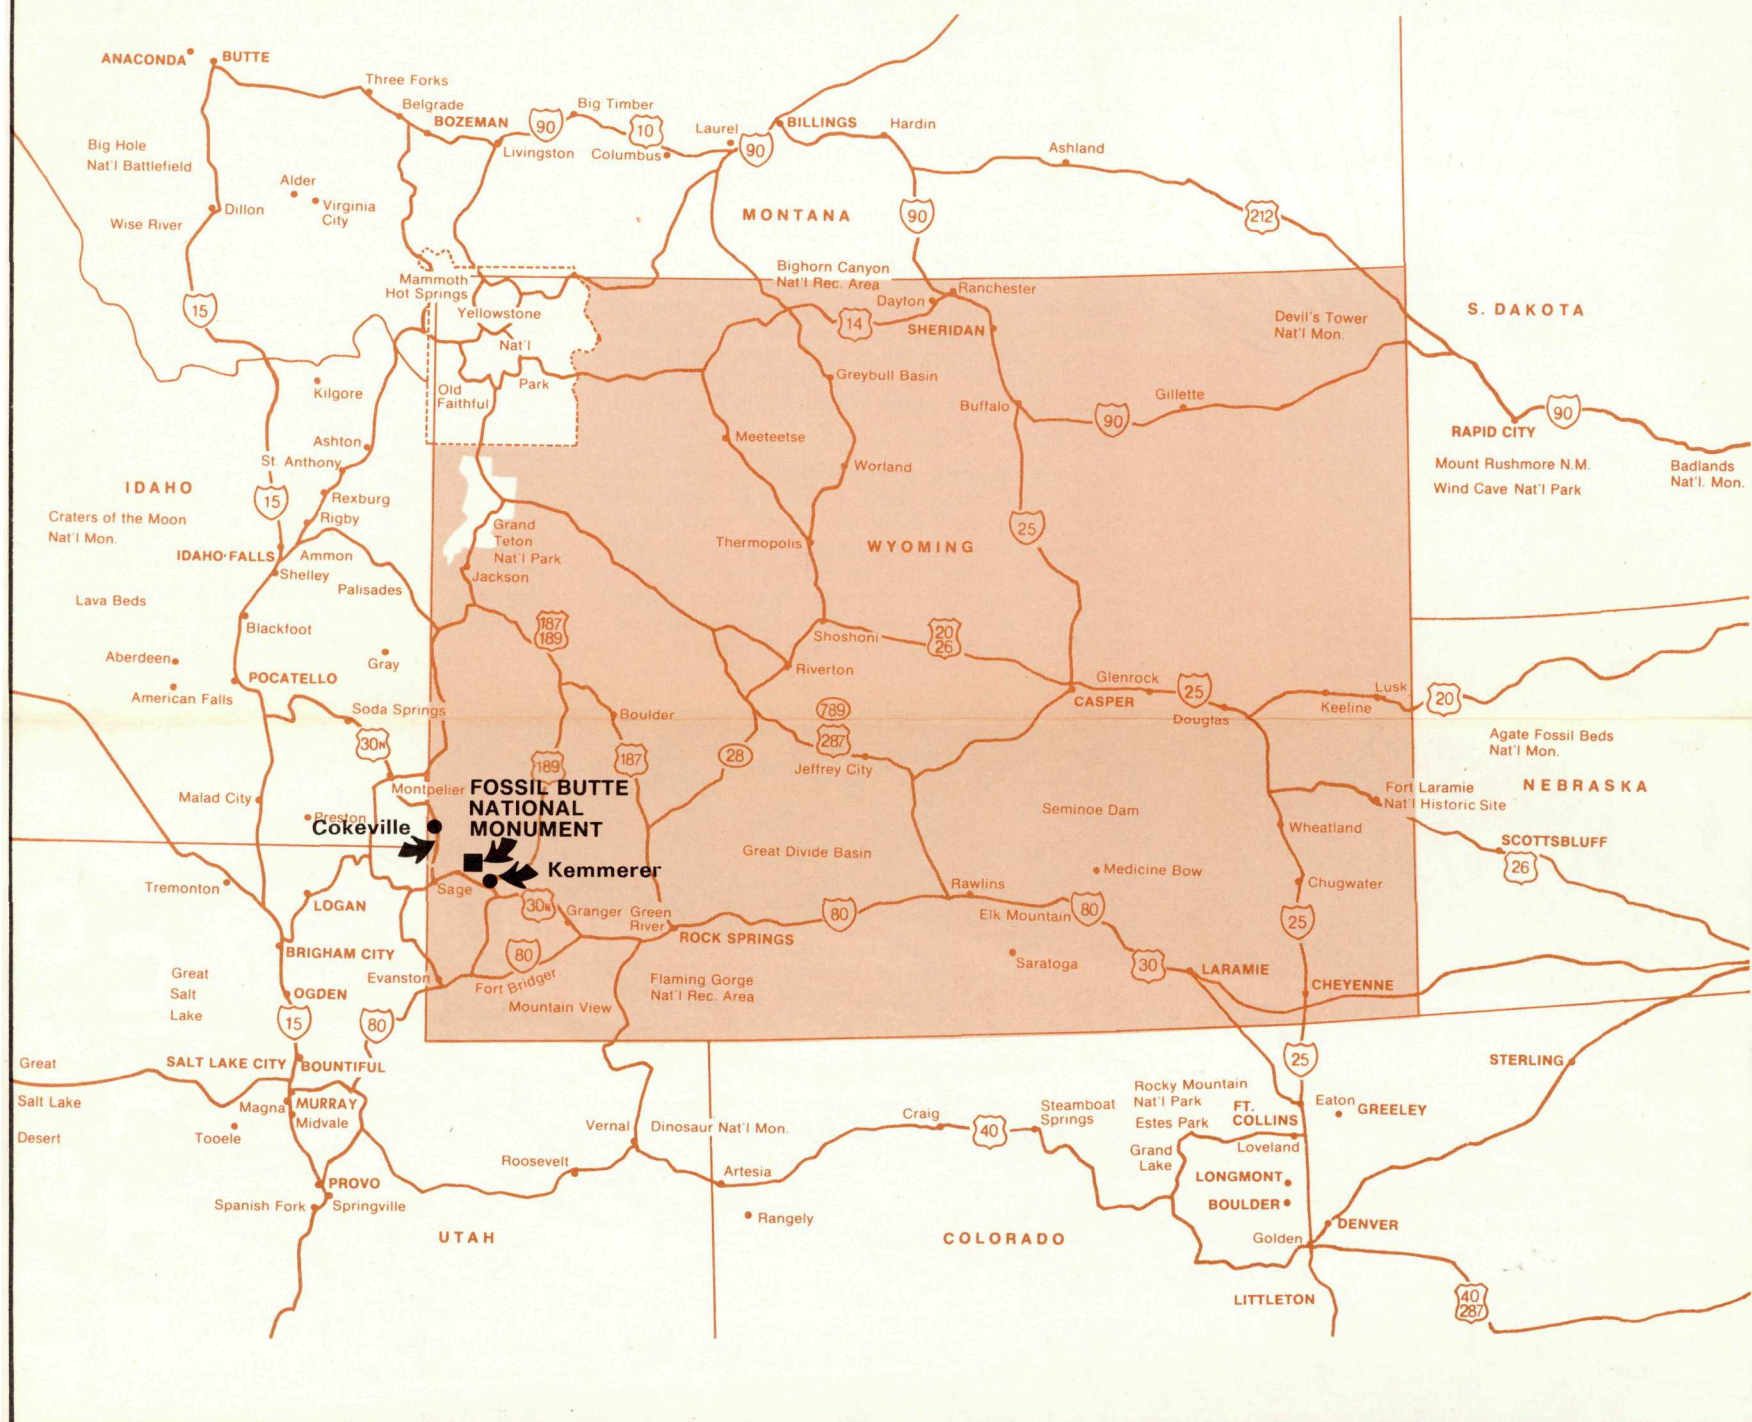 ANACONDA
BUTTE
Three Forks
Belgrade
BOZEMAN
90
Big Timber
10
Laurel
BILLINGS
Hardin
Livingston
Columbus
90
Ashland
Big Hole
Nat'l Battlefield
Alder
Virginia
City
Dillon
Wise River
MONTANA
90
212
Mammoth
Hot Springs
Bighorn Canyon
Nat'l Rec. Area
Ranchester
Dayton
15
Yellowstone
14
SHERIDAN
Devil's Tower
Nat'l Mon.
S. DAKOTA
Nat'l
Park
Old
Faithful
Kilgore
Greybull Basin
Buffalo
90
Gillette
90
RAPID CITY
Ashton
St. Anthony
Meeteetse
Worland
Mount Rushmore N.M.
Wind Cave Nat'l Park
Badlands
Nat'l. Mon.
IDAHO
15
Rexburg
Craters of the Moon
Nat'l Mon.
Rigby
Grand
Teton
Nat'l Park
25
IDAHO FALLS
Ammon
Thermopolis
WYOMING
Shelley
Jackson
Palisades
Lava Beds
Blackfoot
187
189
Shoshoni
20
26
Aberdeen
Gray
Riverton
POCATELLO
American Falls
Glenrock
25
Lusk
20
Soda Springs
Boulder
789
CASPER
Douglas
Keeline
30N
189
187
28
287
Jeffrey City
Agate Fossil Beds
Nat'l Mon.
Montpelier
FOSSIL BUTTE
NATIONAL
MONUMENT
Malad City
Preston
Cokeville
Seminoe Dam
Fort Laramie
Nat'l Historic Site
NEBRASKA
Wheatland
SCOTTSBLUFF
26
Great Divide Basin
Kemmerer
Medicine Bow
Tremonton
Sage
Rawlins
Chugwater
LOGAN
30N
Granger
Green
River
80
Elk Mountain
80
25
ROCK SPRINGS
BRIGHAM CITY
80
Saratoga
30
LARAMIE
Great
Salt
Lake
Evanston
Fort Bridger
Flaming Gorge
Nat'l Rec. Area
CHEYENNE
OGDEN
Mountain View
15
80
Great
Salt Lake
Desert
SALT LAKE CITY
BOUNTIFUL
25
STERLING
Magna
MURRAY
Midvale
Tooele
Rocky Mountain
Nat'l Park
Eaton
GREELEY
FT.
COLLINS
Vernal
Dinosaur Nat'l Mon.
Craig
40
Steamboat
Springs
Estes Park
Grand
Lake
Loveland
Roosevelt
Artesia
PROVO
LONGMONT
Spanish Fork
Springville
Rangely
BOULDER
UTAH
COLORADO
DENVER
Golden
LITTLETON
40
287